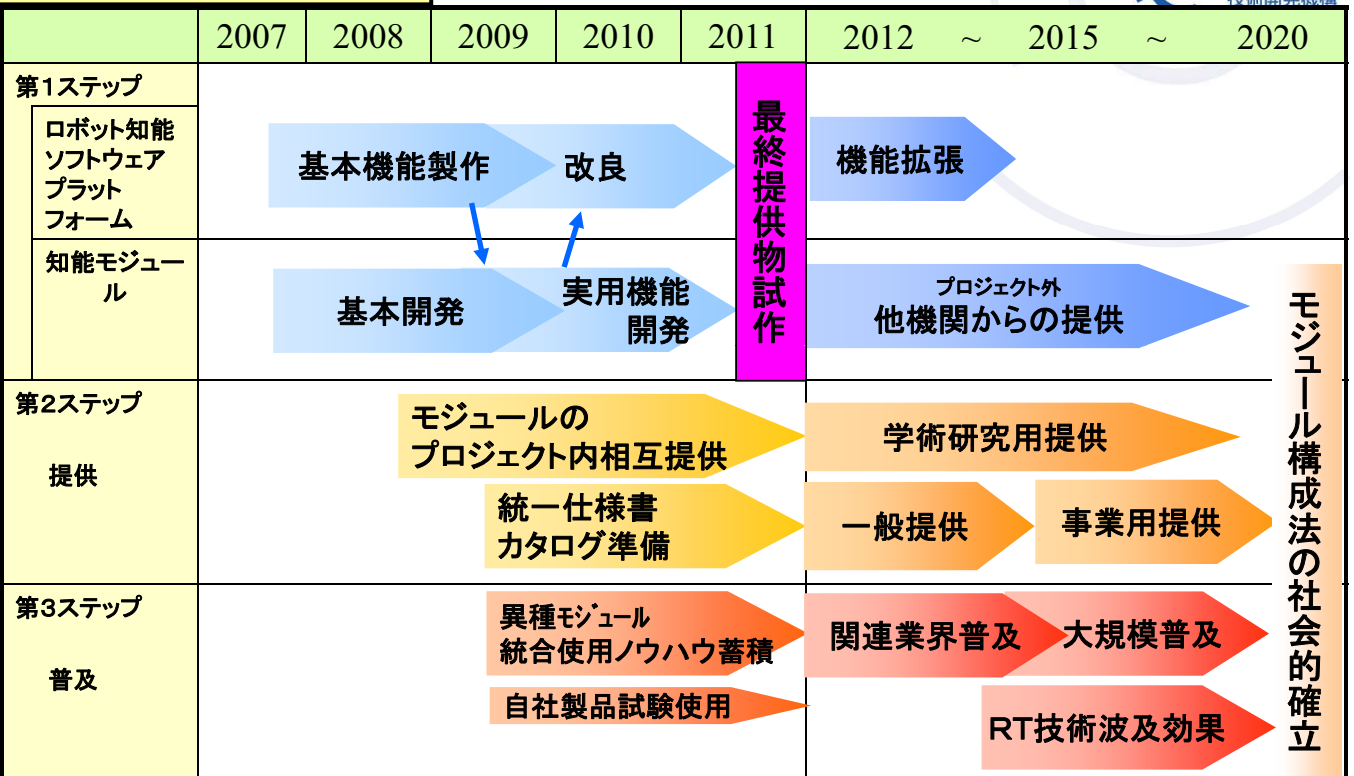 技術開発機構
2007 2008 2009 2010 2011 2012 ~ 2015 ~ 2020
第1ステップ
ロボット知能
ソフトウェア
プラット
フォーム
基本機能製作
改良
最終提供物試作
機能拡張
知能モジュー
ル
基本開発
実用機能
開発
プロジェクト外
他機関からの提供
第2ステップ
提供
モジュールの
プロジェクト内相互提供
学術研究用提供
統一仕様書
カタログ準備
一般提供
事業用提供
第3ステップ
普及
異種モジュール
統合使用ノウハウ蓄積
関連業界普及
大規模普及
自社製品試験使用
RT技術波及効果
モジュール構成法の社会的確立